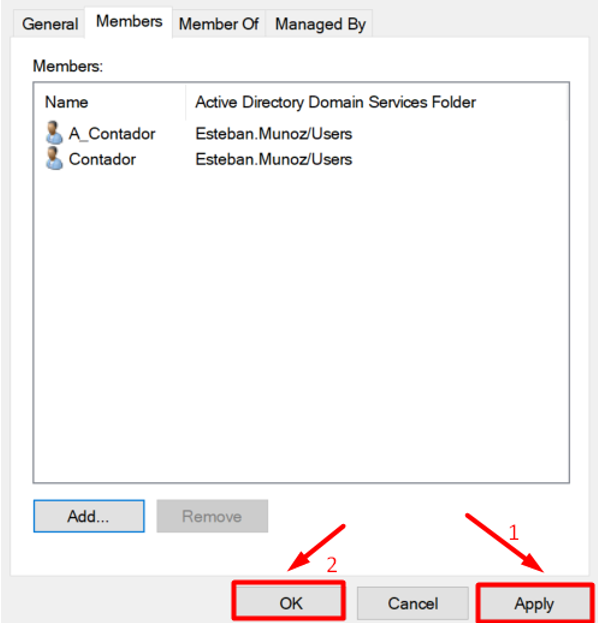 General Members Member Of Managed By
Members:
Name Active Directory Domain Services Folder
A_Contador Esteban.Munoz/Users
Contador Esteban.Munoz/Users
Add... Remove
1
2
OK Cancel Apply